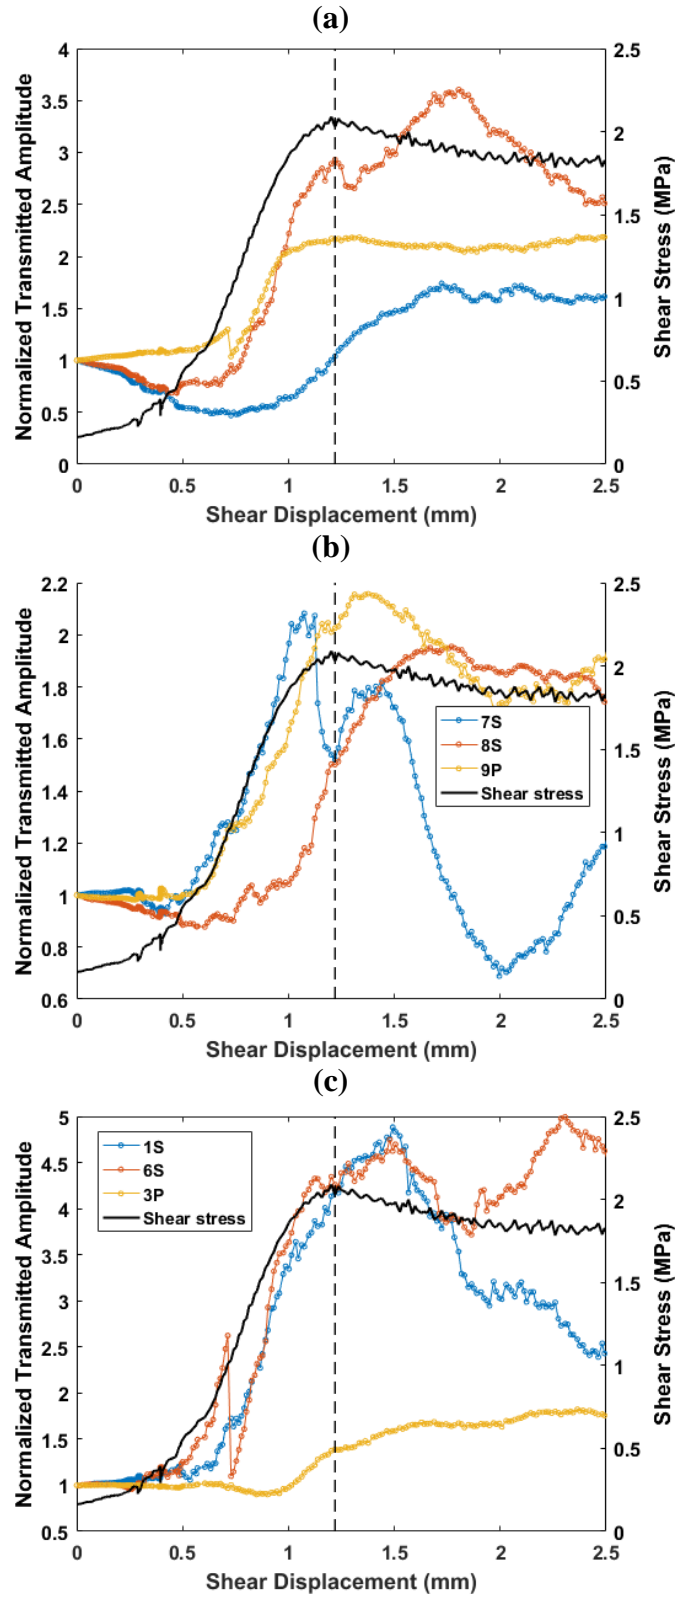 (a)
4
3.5
3
2.5
2
1.5
1
0.5
0
Normalized Transmitted Amplitude
2.5
2
1.5
1
0.5
0
Shear Stress (MPa)
0 0.5 1 1.5 2 2.5
Shear Displacement (mm)
(b)
2.2
2
1.8
1.6
1.4
1.2
1
0.8
0.6
Normalized Transmitted Amplitude
7S
8S
9P
Shear stress
2.5
2
1.5
1
0.5
0
Shear Stress (MPa)
0 0.5 1 1.5 2 2.5
Shear Displacement (mm)
(c)
5
4.5
4
3.5
3
2.5
2
1.5
1
0.5
Normalized Transmitted Amplitude
1S
6S
3P
Shear stress
2.5
2
1.5
1
0.5
0
Shear Stress (MPa)
0 0.5 1 1.5 2 2.5
Shear Displacement (mm)